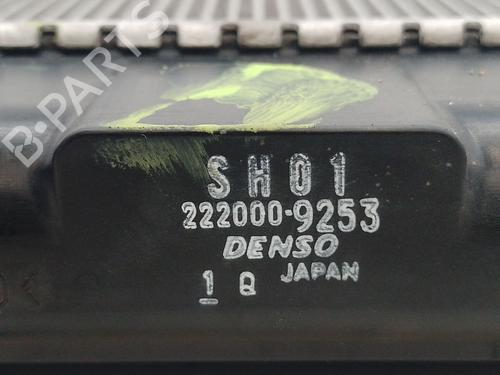 B-PARTS
SH01
222000-9253
DENSO
1 Q JAPAN